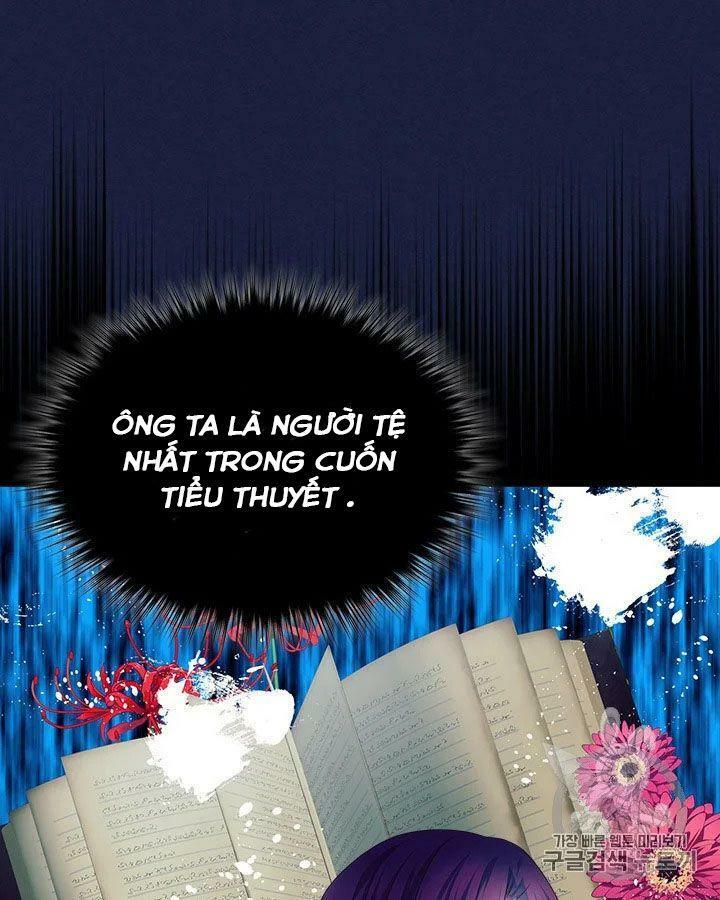 ÔNG TA LÀ NGƯỜI TỆ
NHẤT TRONG CUỐN
TIỂU THUYẾT .
가장 빠른 웹툰 미리보기
구글검색